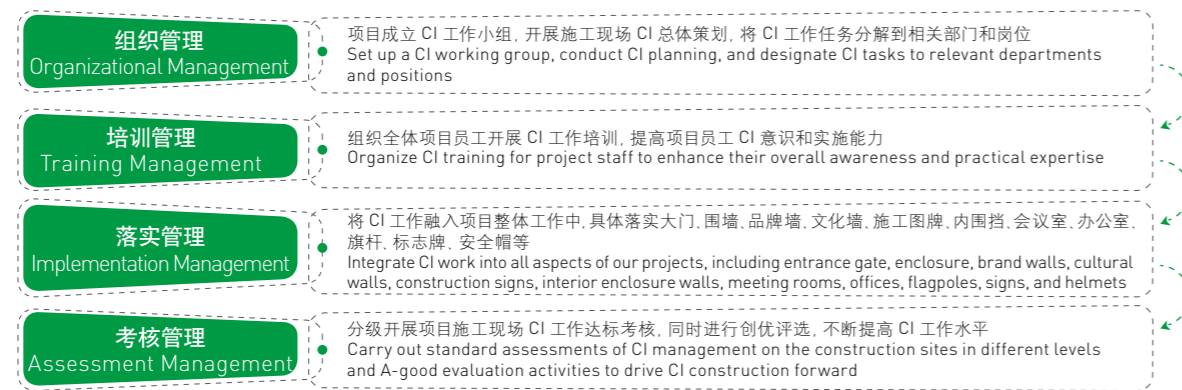 组织管理
Organizational Management
项目成立 CI 工作小组, 开展施工现场 CI 总体策划, 将 CI 工作任务分解到相关部门和岗位
Set up a CI working group, conduct CI planning, and designate CI tasks to relevant departments
and positions
培训管理
Training Management
组织全体项目员工开展 CI 工作培训, 提高项目员工 CI 意识和实施能力
Organize CI training for project staff to enhance their overall awareness and practical expertise
落实管理
Implementation Management
将 CI 工作融入项目整体工作中, 具体落实大门、围墙、品牌墙、文化墙、施工图牌、内围挡、会议室、办公室、
旗杆、标志牌、安全帽等
Integrate CI work into all aspects of our projects, including entrance gate, enclosure, brand walls, cultural
walls, construction signs, interior enclosure walls, meeting rooms, offices, flagpoles, signs, and helmets
考核管理
Assessment Management
分级开展项目施工现场 CI 工作达标考核, 同时进行创优评选, 不断提高 CI 工作水平
Carry out standard assessments of CI management on the construction sites in different levels
and A-good evaluation activities to drive CI construction forward